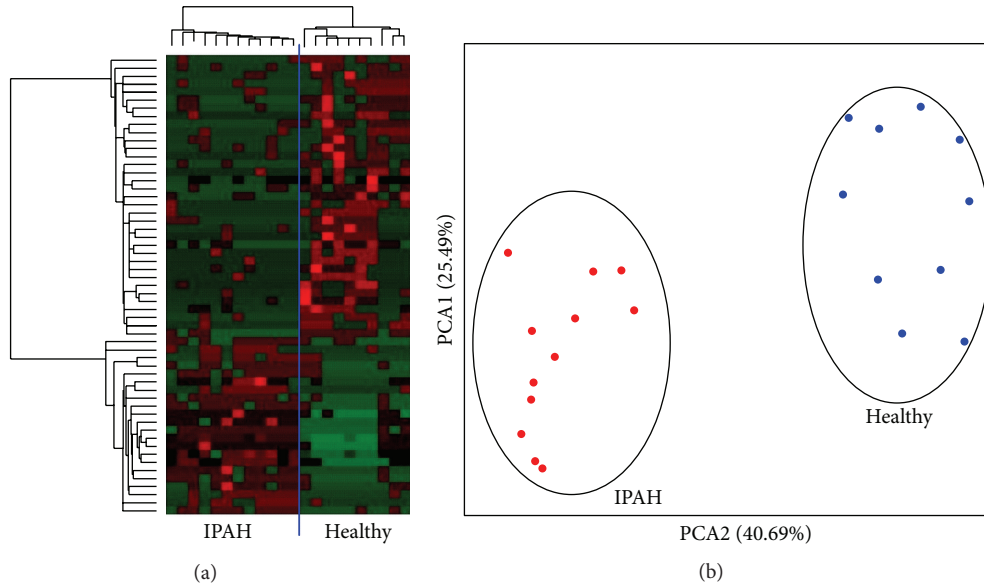 IPAH
Healthy
(a)
PCA1 (25.49%)
Healthy
IPAH
PCA2 (40.69%)
(b)